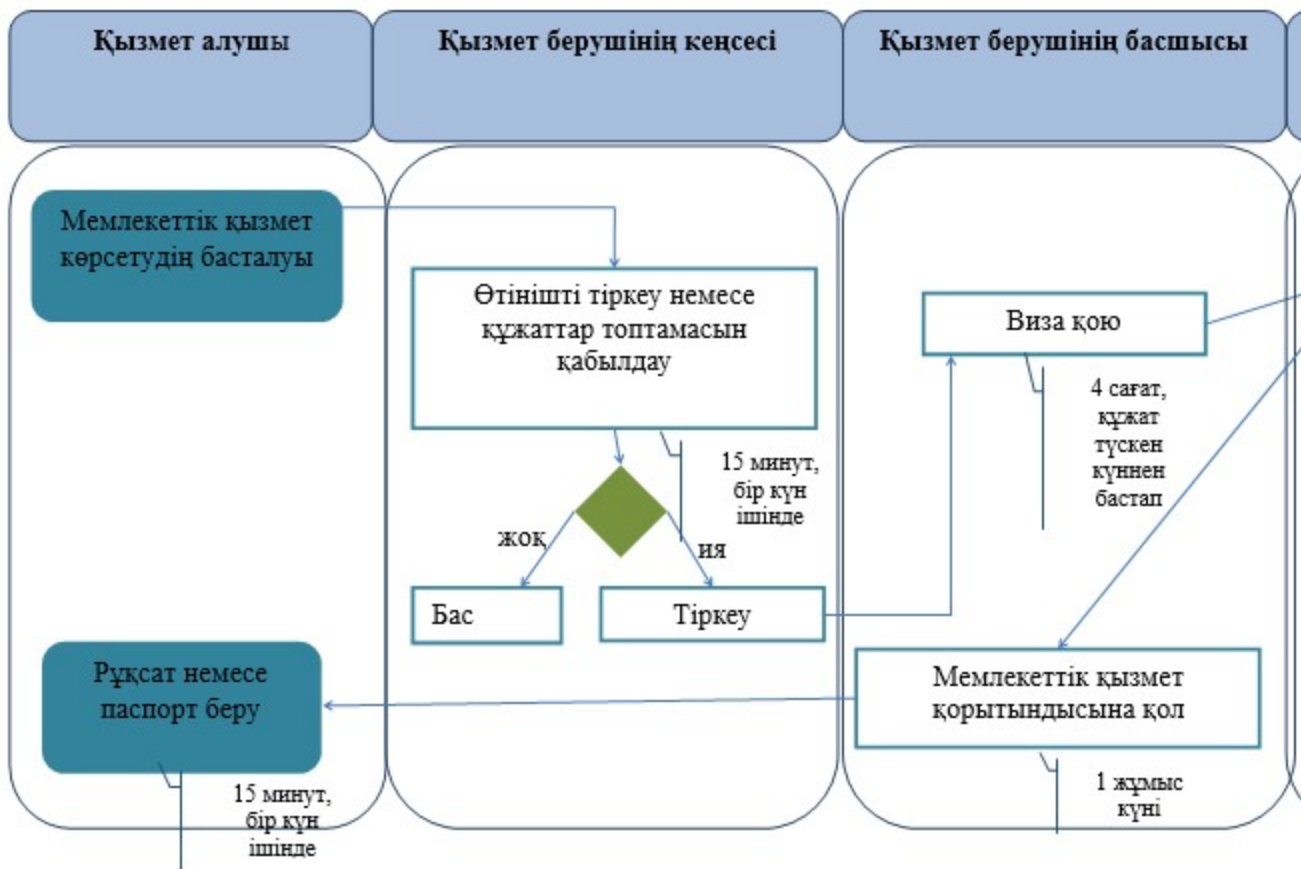 Қызмет алушы
Қызмет берушінің кеңсесі
Қызмет берушінің басшысы
Мемлекеттік қызмет
көрсетудің басталуы
Өтінішті тіркеу немесе
құжаттар топтамасын
қабылдау
Виза қою
4 сағат,
құжат
түскен
күннен
бастап
15 минут,
бір күн
ішінде
жоқ
ия
Бас
Тіркеу
Рұқсат немесе
паспорт беру
Мемлекеттік қызмет
қорытындысына қол
15 минут,
бір күн
ішінде
1 жұмыс
күні